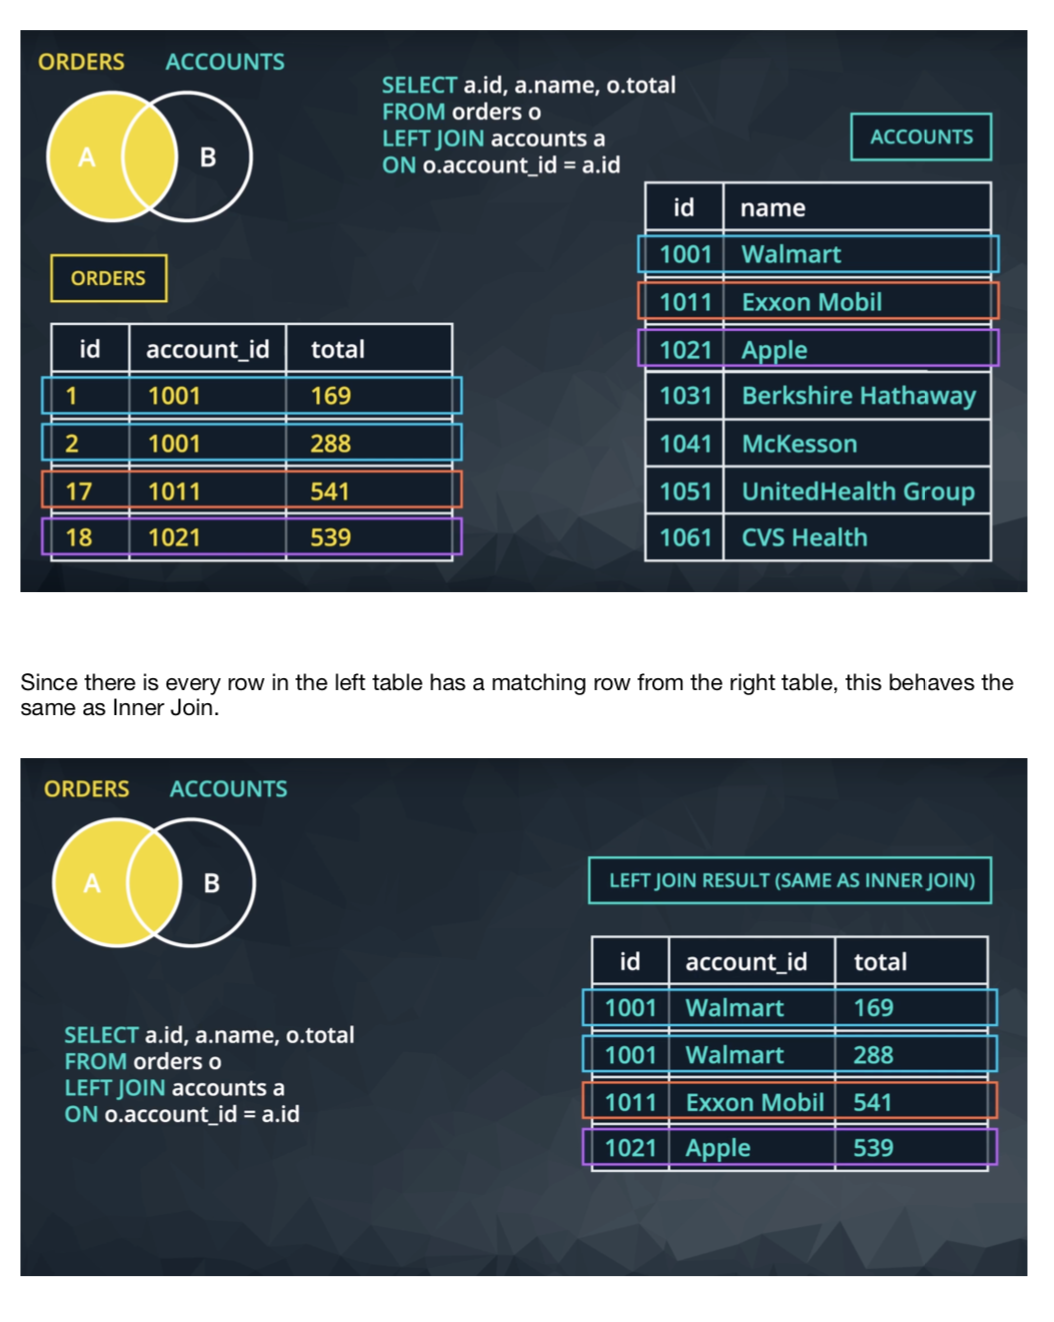 ORDERS ACCOUNTS
A B
SELECT a.id, a.name, o.total
FROM orders o
LEFT JOIN accounts a
ON o.account_id = a.id
ORDERS
id account_id total
1 1001 169
2 1001 288
17 1011 541
18 1021 539
ACCOUNTS
id name
1001 Walmart
1011 Exxon Mobil
1021 Apple
1031 Berkshire Hathaway
1041 McKesson
1051 UnitedHealth Group
1061 CVS Health
Since there is every row in the left table has a matching row from the right table, this behaves the
same as Inner Join.
ORDERS ACCOUNTS
A B
SELECT a.id, a.name, o.total
FROM orders o
LEFT JOIN accounts a
ON o.account_id = a.id
LEFT JOIN RESULT (SAME AS INNER JOIN)
id account_id total
1001 Walmart 169
1001 Walmart 288
1011 Exxon Mobil 541
1021 Apple 539